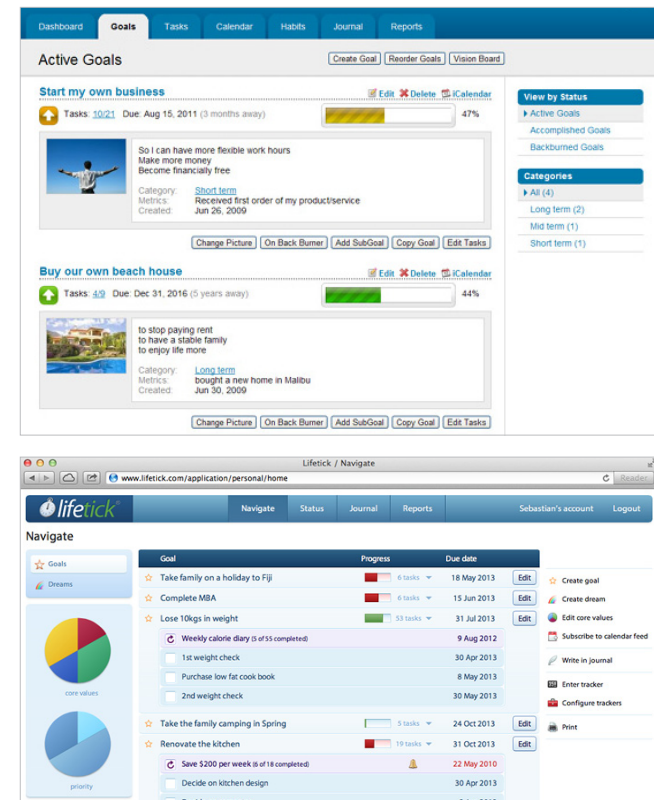 Dashboard Goals Tasks Calendar Habits Journal Reports
Active Goals
Create Goal Reorder Goals Vision Board
Start my own business
Edit Delete iCalendar
Tasks: 10/21 Due: Aug 15, 2011 (3 months away)
47%
So I can have more flexible work hours
Make more money
Become financially free
Category: Short term
Metrics: Received first order of my product/service
Created: Jun 26, 2009
Change Picture On Back Burner Add SubGoal Copy Goal Edit Tasks
Buy our own beach house
Edit Delete iCalendar
Tasks: 4/9 Due: Dec 31, 2016 (5 years away)
44%
to stop paying rent
to have a stable family
to enjoy life more
Category: Long term
Metrics: bought a new home in Malibu
Created: Jun 30, 2009
Change Picture On Back Burner Add SubGoal Copy Goal Edit Tasks
View by Status
Active Goals
Accomplished Goals
Backburned Goals
Categories
All (4)
Long term (2)
Mid term (1)
Short term (1)
Lifetick / Navigate
www.lifetick.com/application/personal/home
Reader
lifetick
Navigate Status Journal Reports Sebastian's account Logout
Navigate
Goals
Dreams
core values
priority
Goal Progress Due date
Take family on a holiday to Fiji 6 tasks 18 May 2013 Edit
Complete MBA 6 tasks 15 Jun 2013 Edit
Lose 10kgs in weight 53 tasks 31 Jul 2013 Edit
Weekly calorie diary (5 of 55 completed) 9 Aug 2012
1st weight check 30 Apr 2013
Purchase low fat cook book 8 May 2013
2nd weight check 30 May 2013
Take the family camping in Spring 5 tasks 24 Oct 2013 Edit
Renovate the kitchen 19 tasks 31 Oct 2013 Edit
Save $200 per week (6 of 18 completed) 22 May 2010
Decide on kitchen design 30 Apr 2013
Create goal
Create dream
Edit core values
Subscribe to calendar feed
Write in journal
Enter tracker
Configure trackers
Print